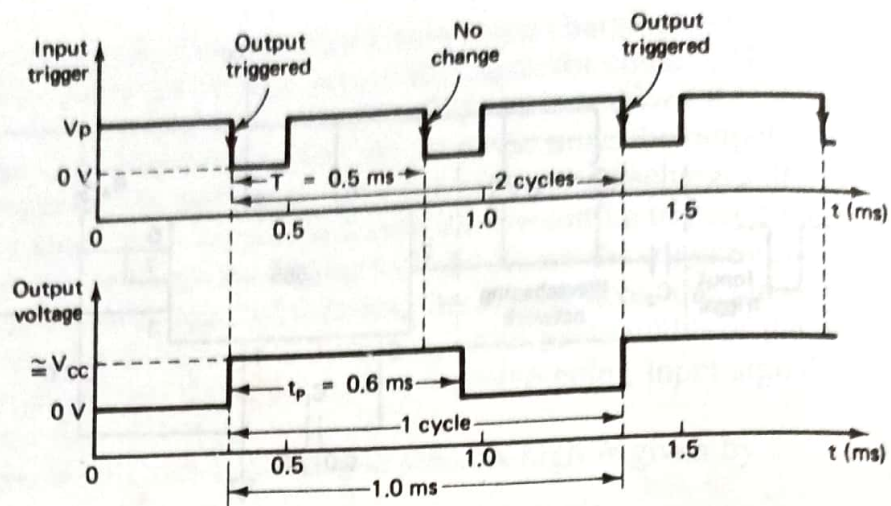 Input
trigger
Output
triggered
No
change
Output
triggered
Vp
0 V
T = 0.5 ms
2 cycles
0
0.5
1.0
1.5
t (ms)
Output
voltage
≅ VCC
tp = 0.6 ms
0 V
1 cycle
0
0.5
1.0
1.5
t (ms)
1.0 ms